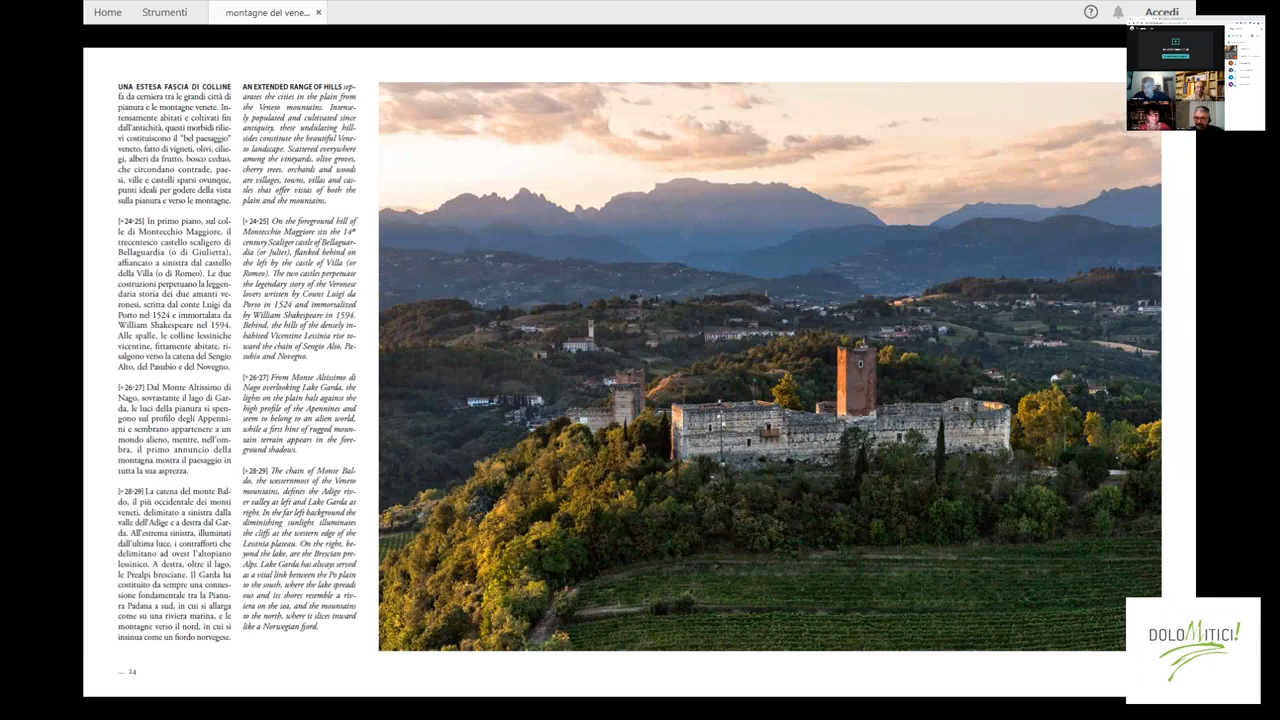 Home
Strumenti
montagne del vene... ×
Accedi
UNA ESTESA FASCIA DI COLLINE
fa da cerniera tra le grandi città di
pianura e le montagne venete. In-
tensamente abitati e coltivati fin
dall'antichità, questi morbidi rilie-
vi costituiscono il "bel paesaggio"
veneto, fatto di vigneti, olivi, cilie-
gi, alberi da frutto, bosco ceduo,
che circondano contrade, pae-
si, ville e castelli sparsi ovunque,
punti ideali per godere della vista
sulla pianura e verso le montagne.
[▹24-25] In primo piano, sul col-
le di Montecchio Maggiore, il
trecentesco castello scaligero di
Bellaguardia (o di Giulietta),
affiancato a sinistra dal castello
della Villa (o di Romeo). Le due
costruzioni perpetuano la leggen-
daria storia dei due amanti ve-
ronesi, scritta dal conte Luigi da
Porto nel 1524 e immortalata da
William Shakespeare nel 1594.
Alle spalle, le colline lessiniche
vicentine, fittamente abitate, ri-
salgono verso la catena del Sengio
Alto, del Pasubio e del Novegno.
[▹26-27] Dal Monte Altissimo di
Nago, sovrastante il lago di Gar-
da, le luci della pianura si spen-
gono sul profilo degli Appenni-
ni e sembrano appartenere a un
mondo alieno, mentre, nell'om-
bra, il primo annuncio della
montagna mostra il paesaggio in
tutta la sua asprezza.
[▹28-29] La catena del monte Bal-
do, il più occidentale dei monti
veneti, delimitato a sinistra dalla
valle dell'Adige e a destra dal Gar-
da. All'estrema sinistra, illuminati
dall'ultima luce, i contrafforti che
delimitano ad ovest l'altopiano
lessinico. A destra, oltre il lago,
le Prealpi bresciane. Il Garda ha
costituito da sempre una connes-
sione fondamentale tra la Pianu-
ra Padana a sud, in cui si allarga
come su una riviera marina, e le
montagne verso il nord, in cui si
insinua come un fiordo norvegese.
AN EXTENDED RANGE OF HILLS sep-
arates the cities in the plain from
the Veneto mountains. Intense-
ly populated and cultivated since
antiquity, these undulating hill-
sides constitute the beautiful Vene-
to landscape. Scattered everywhere
among the vineyards, olive groves,
cherry trees, orchards and woods
are villages, towns, villas and cas-
tles that offer vistas of both the
plain and the mountains.
[▹24-25] On the foreground hill of
Montecchio Maggiore sits the 14th
century Scaliger castle of Bellaguar-
dia (or Juliet), flanked behind on
the left by the castle of Villa (or
Romeo). The two castles perpetuate
the legendary story of the Veronese
lovers written by Count Luigi da
Porto in 1524 and immortalized
by William Shakespeare in 1594.
Behind, the hills of the densely in-
habited Vicentine Lessinia rise to-
ward the chain of Sengio Alto, Pa-
subio and Novegno.
[▹26-27] From Monte Altissimo di
Nago overlooking Lake Garda, the
lights on the plain halt against the
high profile of the Apennines and
seem to belong to an alien world,
while a first hint of rugged moun-
tain terrain appears in the fore-
ground shadows.
[▹28-29] The chain of Monte Bal-
do, the westernmost of the Veneto
mountains, defines the Adige riv-
er valley at left and Lake Garda at
right. In the far left background the
diminishing sunlight illuminates
the cliffs at the western edge of the
Lessinia plateau. On the right, be-
yond the lake, are the Brescian pre-
Alps. Lake Garda has always served
as a vital link between the Po plain
to the south, where the lake spreads
out and its shores resemble a riv-
iera on the sea, and the mountains
to the north, where it slices inward
like a Norwegian fjord.
— 24
DOLOMITICI!